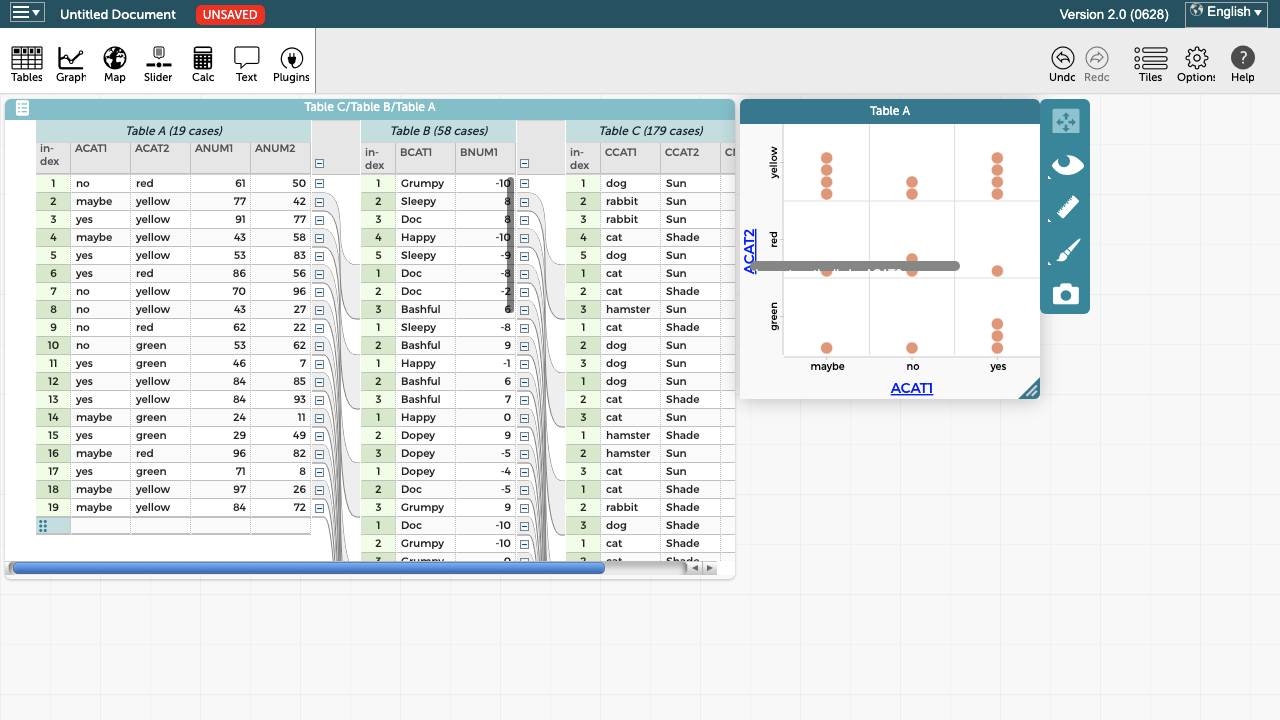 Untitled Document UNSAVED Version 2.0 (0628) English
Tables Graph Map Slider Calc Text Plugins Undo Redo Tiles Options Help
Table C/Table B/Table A
Table A (19 cases) Table B (58 cases) Table C (179 cases)
in-dex ACAT1 ACAT2 ANUM1 ANUM2 in-dex BCAT1 BNUM1 in-dex CCAT1 CCAT2
1 no red 61 50 1 Grumpy -10 1 dog Sun
2 maybe yellow 77 42 2 Sleepy 8 2 rabbit Sun
3 yes yellow 91 77 3 Doc 8 3 rabbit Sun
4 maybe yellow 43 58 4 Happy -10 4 cat Shade
5 yes yellow 53 83 5 Sleepy -9 5 dog Sun
6 yes red 86 56 1 Doc -8 1 cat Sun
7 no yellow 70 96 2 Doc -2 2 cat Shade
8 no yellow 43 27 3 Bashful 6 3 hamster Sun
9 no red 62 22 1 Sleepy -8 1 cat Shade
10 no green 53 62 2 Bashful 9 2 dog Sun
11 yes green 46 7 1 Happy -1 3 dog Sun
12 yes yellow 84 85 2 Bashful 6 1 dog Sun
13 yes yellow 84 93 3 Bashful 7 2 cat Shade
14 maybe green 24 11 1 Happy 0 3 cat Sun
15 yes green 29 49 2 Dopey 9 1 hamster Shade
16 maybe red 96 82 3 Dopey -5 2 hamster Sun
17 yes green 71 8 1 Dopey -4 3 cat Sun
18 maybe yellow 97 26 2 Doc -5 1 cat Shade
19 maybe yellow 84 72 3 Grumpy 9 2 rabbit Shade
1 Doc -10 3 dog Shade
2 Grumpy -10 1 cat Shade
3 Grumpy 0 2 cat Shade
Table A
yellow
red
green
ACAT2
maybe no yes
ACAT1